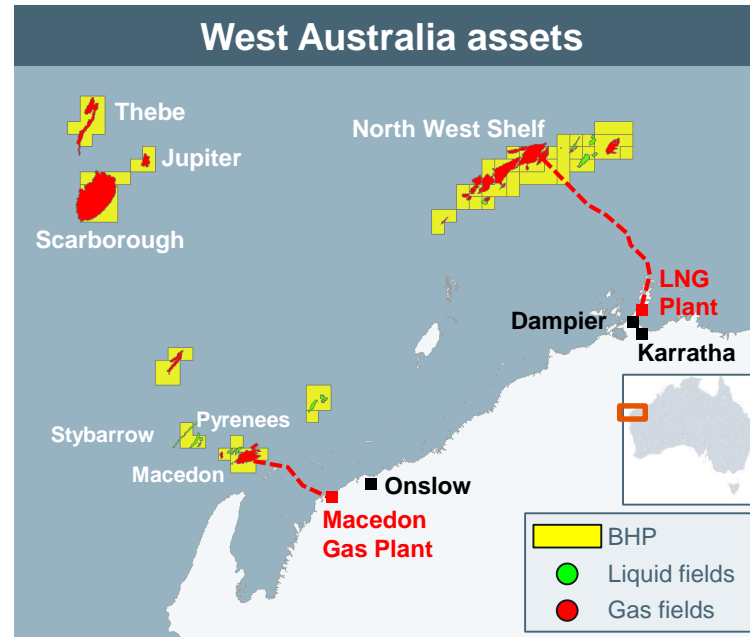 West Australia assets
Thebe
Jupiter
Scarborough
North West Shelf
LNG
Plant
Dampier
Karratha
Pyrenees
Stybarrow
Macedon
Onslow
Macedon
Gas Plant
BHP
Liquid fields
Gas fields